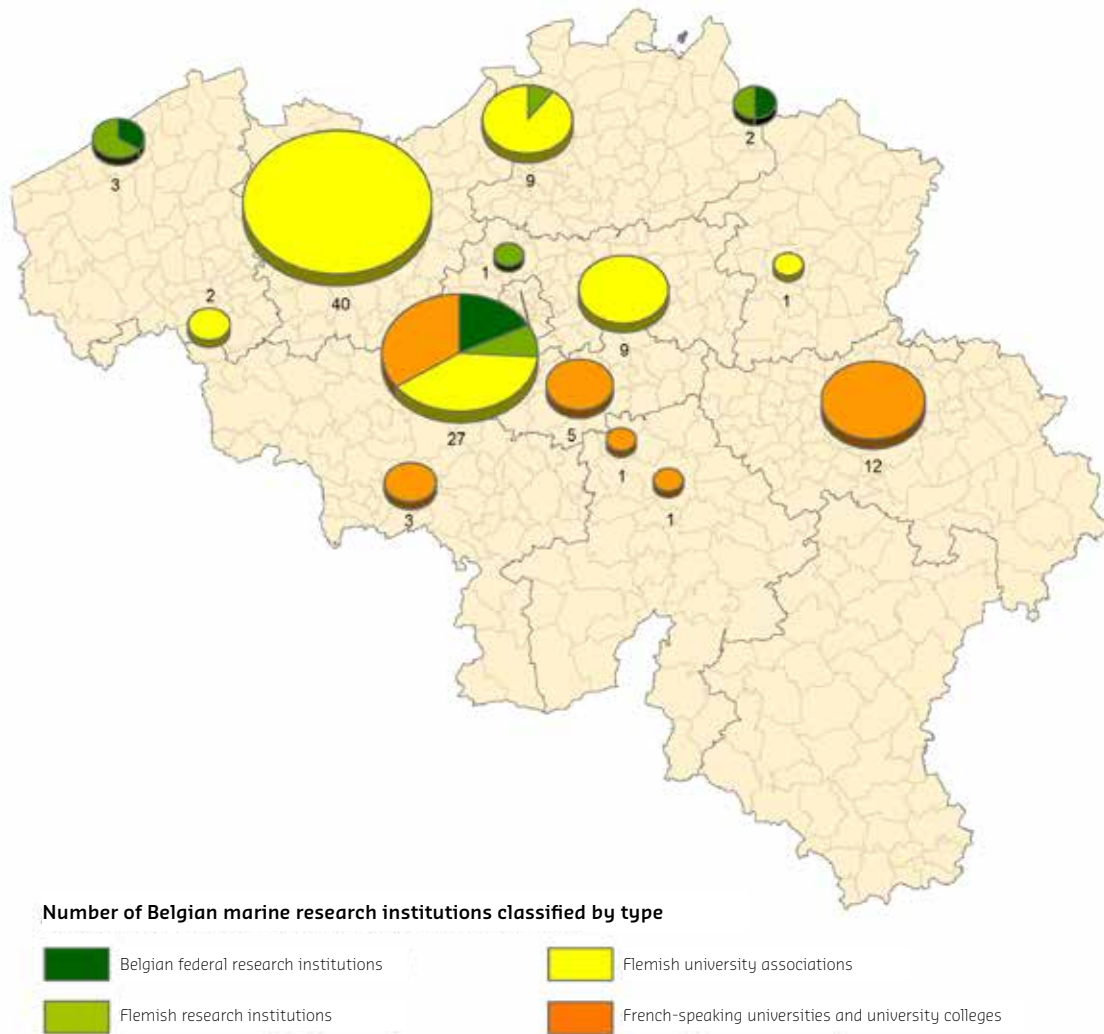 2
3
9
1
1
2
40
9
27
5
12
1
1
3
Number of Belgian marine research institutions classified by type
Belgian federal research institutions
Flemish university associations
Flemish research institutions
French-speaking universities and university colleges